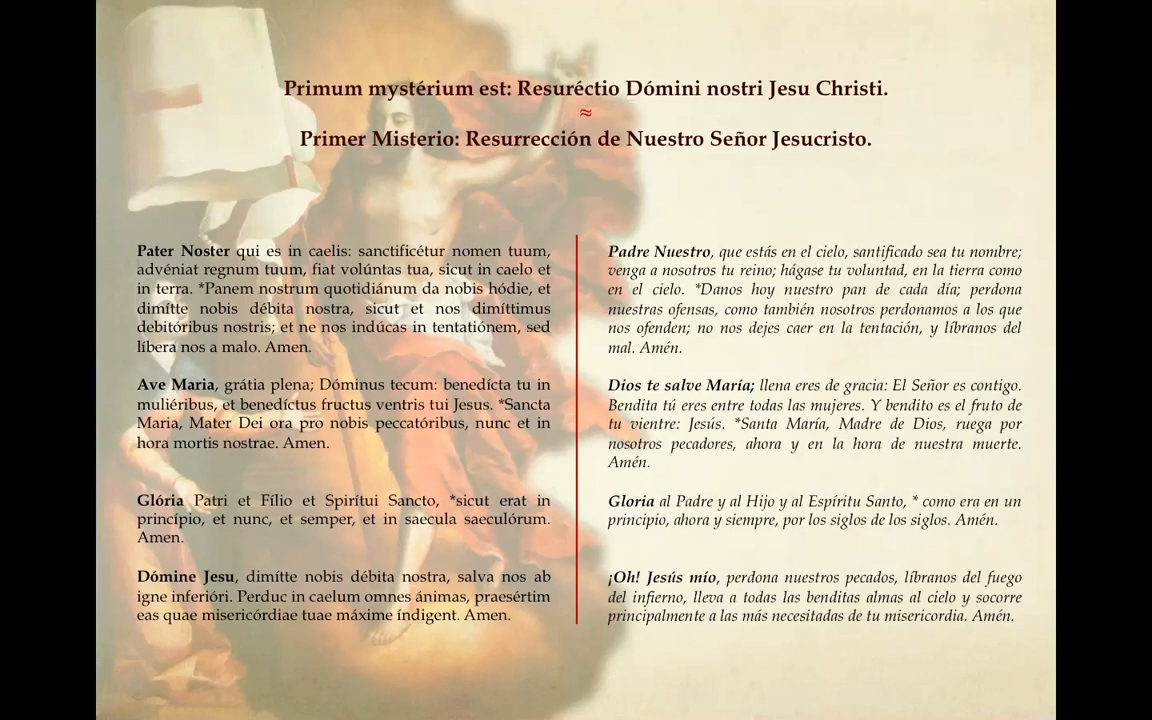 Primum mystérium est: Resuréctio Dómini nostri Jesu Christi.
≈
Primer Misterio: Resurrección de Nuestro Señor Jesucristo.
Pater Noster qui es in caelis: sanctificétur nomen tuum,
advéniat regnum tuum, fiat volúntas tua, sicut in caelo et
in terra. *Panem nostrum quotidiánum da nobis hódie, et
dimítte nobis débita nostra, sicut et nos dimíttimus
debitóribus nostris; et ne nos indúcas in tentatiónem, sed
líbera nos a malo. Amen.
Ave Maria, grátia plena; Dóminus tecum: benedícta tu in
muliéribus, et benedíctus fructus ventris tui Jesus. *Sancta
Maria, Mater Dei ora pro nobis peccatóribus, nunc et in
hora mortis nostrae. Amen.
Glória Patri et Fílio et Spirítui Sancto, *sicut erat in
princípio, et nunc, et semper, et in saecula saeculórum.
Amen.
Dómine Jesu, dimítte nobis débita nostra, salva nos ab
igne inferióri. Perduc in caelum omnes ánimas, praesértim
eas quae misericórdiae tuae máxime índigent. Amen.
Padre Nuestro, que estás en el cielo, santificado sea tu nombre;
venga a nosotros tu reino; hágase tu voluntad, en la tierra como
en el cielo. *Danos hoy nuestro pan de cada día; perdona
nuestras ofensas, como también nosotros perdonamos a los que
nos ofenden; no nos dejes caer en la tentación, y líbranos del
mal. Amén.
Dios te salve María; llena eres de gracia: El Señor es contigo.
Bendita tú eres entre todas las mujeres. Y bendito es el fruto de
tu vientre: Jesús. *Santa María, Madre de Dios, ruega por
nosotros pecadores, ahora y en la hora de nuestra muerte.
Amén.
Gloria al Padre y al Hijo y al Espíritu Santo, * como era en un
principio, ahora y siempre, por los siglos de los siglos. Amén.
¡Oh! Jesús mío, perdona nuestros pecados, líbranos del fuego
del infierno, lleva a todas las benditas almas al cielo y socorre
principalmente a las más necesitadas de tu misericordia. Amén.